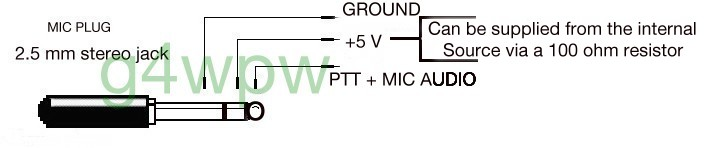 GROUND
MIC PLUG
2.5 mm stereo jack
+5 V
Can be supplied from the internal
Source via a 100 ohm resistor
PTT + MIC AUDIO
g4wpw